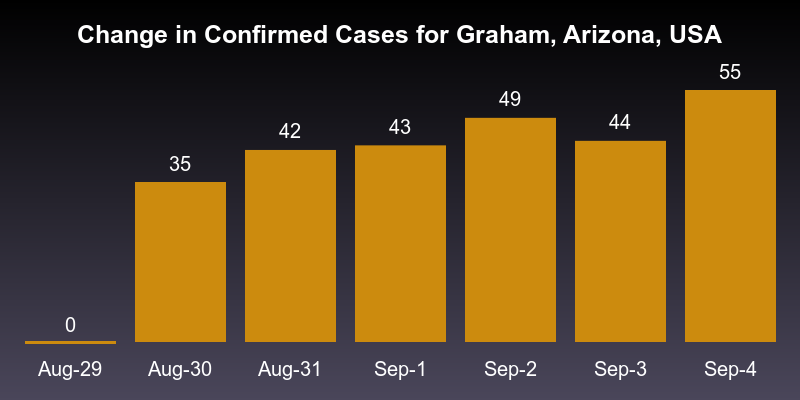 Change in Confirmed Cases for Graham, Arizona, USA
0
35
42
43
49
44
55
Aug-29
Aug-30
Aug-31
Sep-1
Sep-2
Sep-3
Sep-4